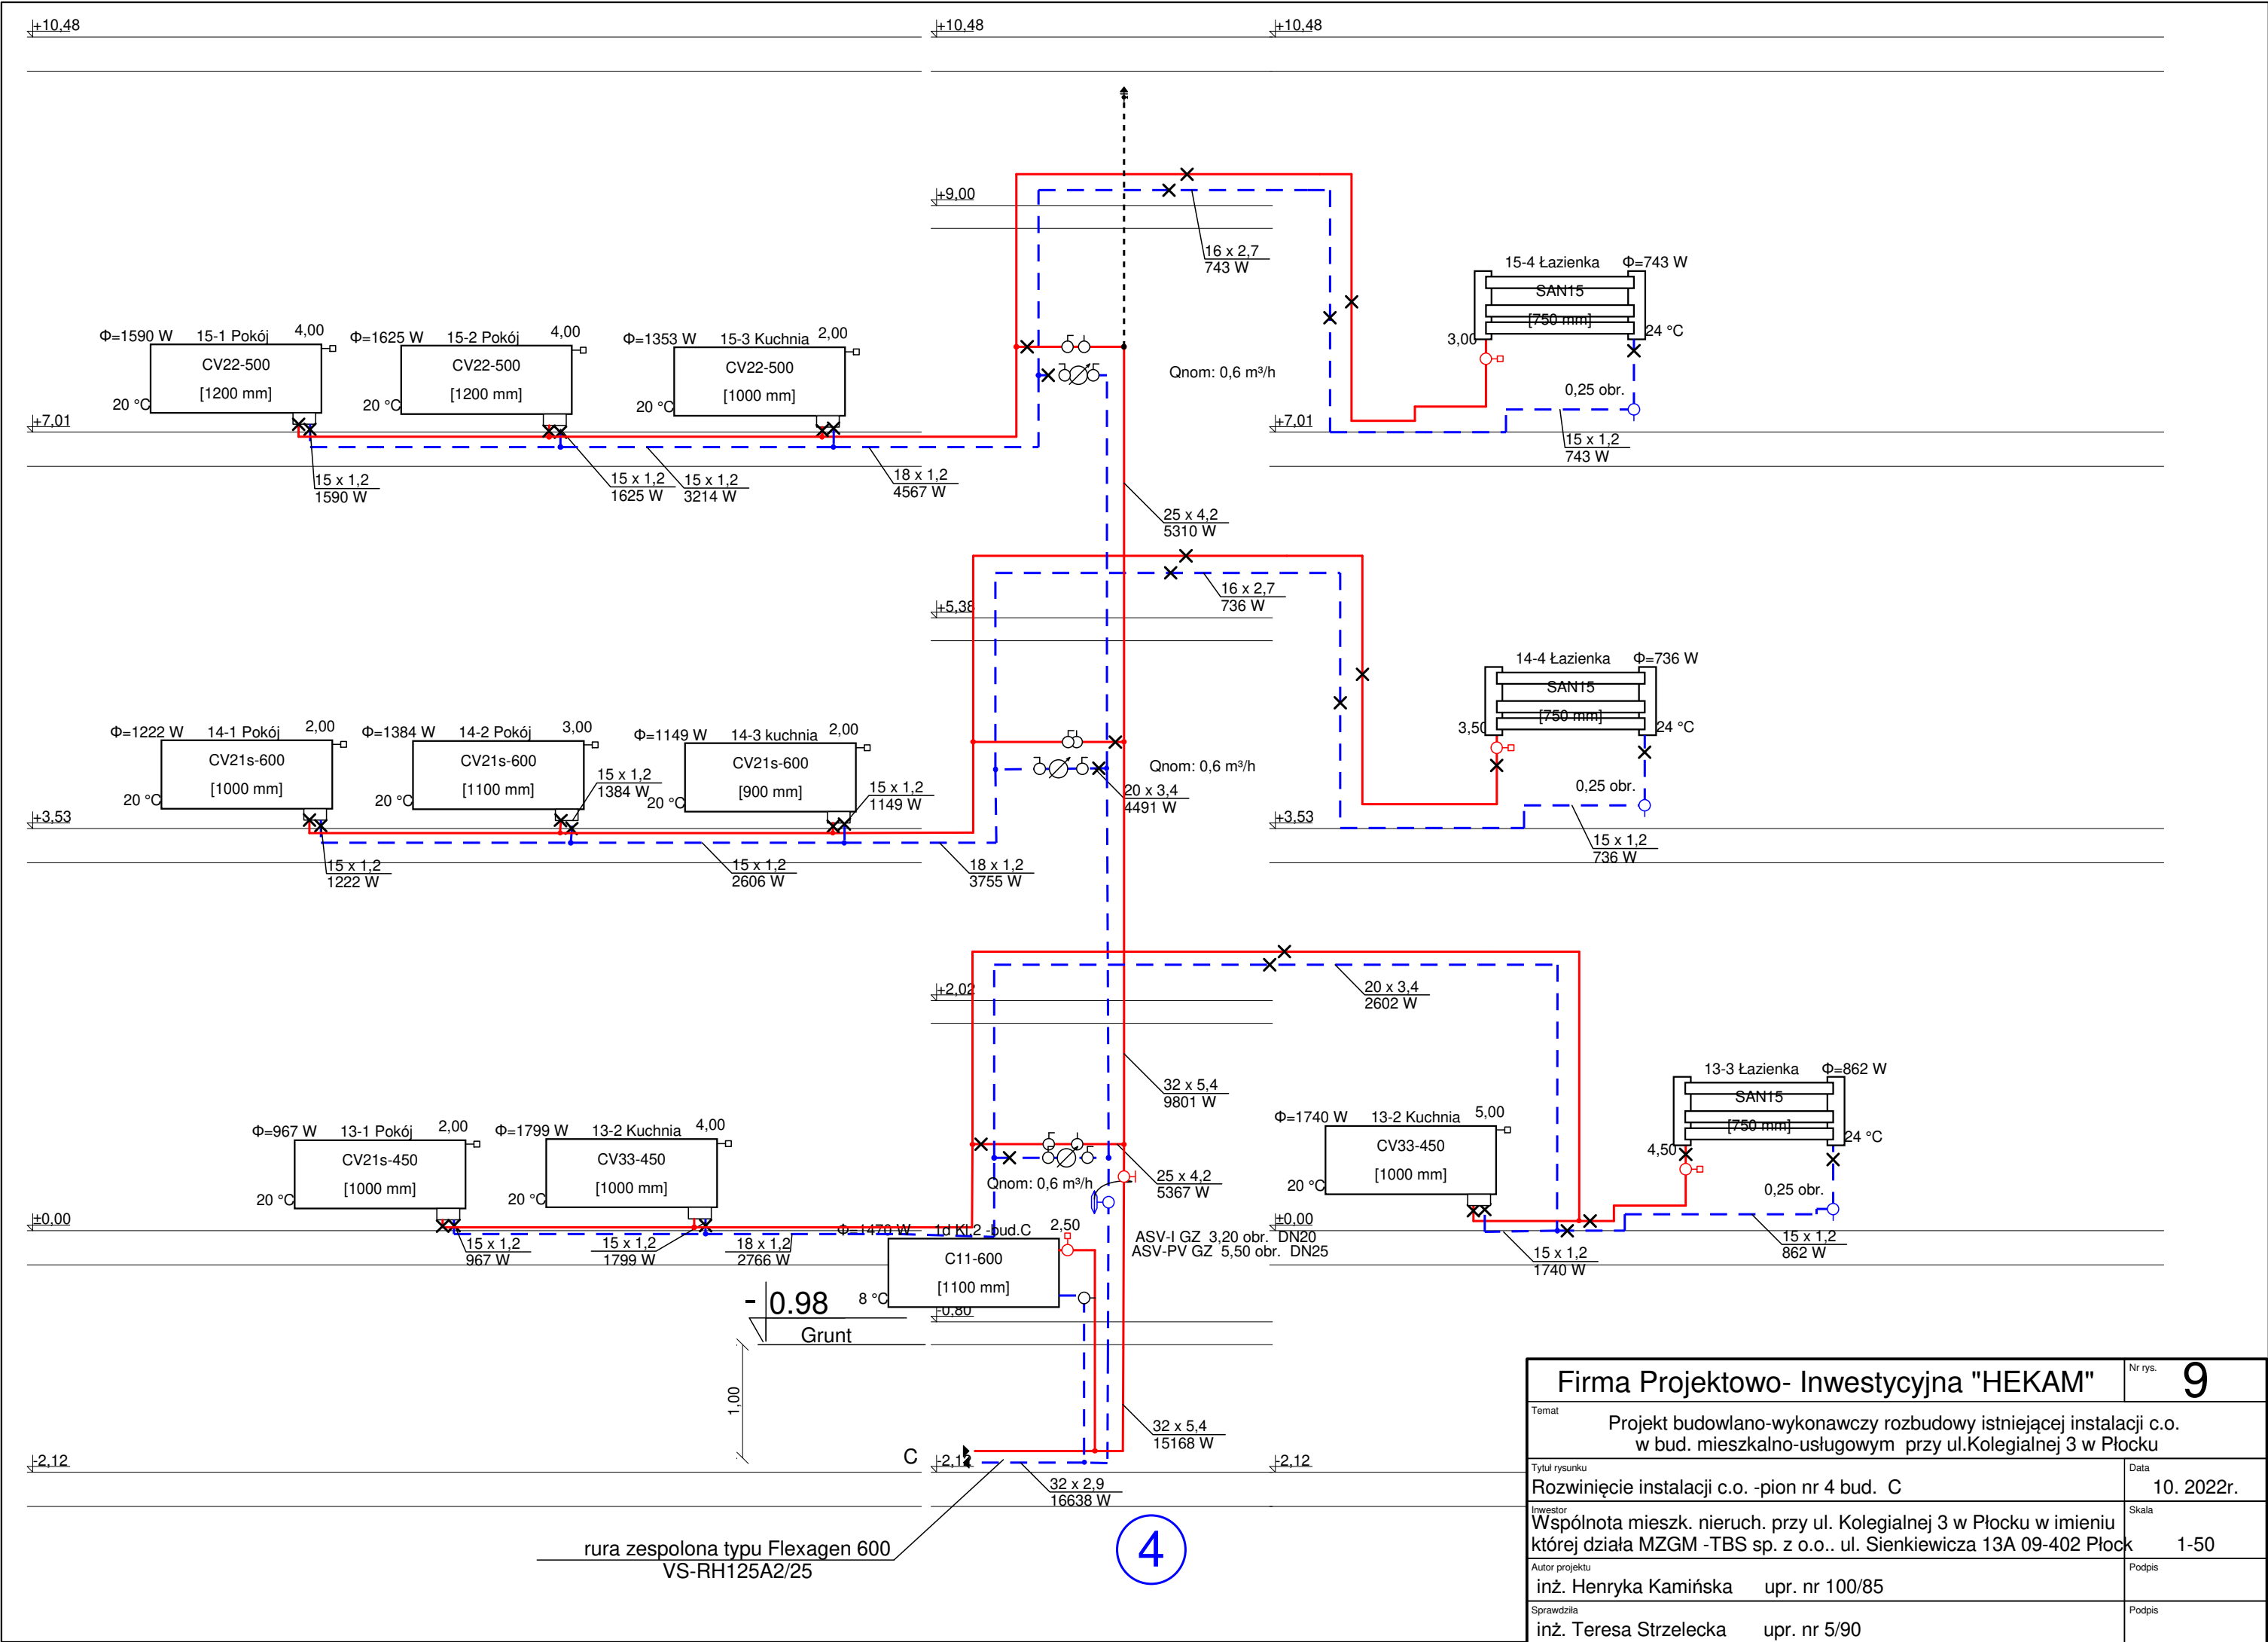 +10,48
+10,48
+10,48
+9,00
16 x 2,7
743 W
15-4 Łazienka Φ=743 W
SAN15
[750 mm]
3,00
24 °C
0,25 obr.
15 x 1,2
743 W
Φ=1590 W 15-1 Pokój 4,00
CV22-500
[1200 mm]
20 °C
Φ=1625 W 15-2 Pokój 4,00
CV22-500
[1200 mm]
20 °C
Φ=1353 W 15-3 Kuchnia 2,00
CV22-500
[1000 mm]
20 °C
Qnom: 0,6 m³/h
+7,01
+7,01
15 x 1,2
1590 W
15 x 1,2
1625 W
15 x 1,2
3214 W
18 x 1,2
4567 W
25 x 4,2
5310 W
16 x 2,7
736 W
+5,38
14-4 Łazienka Φ=736 W
SAN15
[750 mm]
3,50
24 °C
0,25 obr.
15 x 1,2
736 W
Φ=1222 W 14-1 Pokój 2,00
CV21s-600
[1000 mm]
20 °C
Φ=1384 W 14-2 Pokój 3,00
CV21s-600
[1100 mm]
20 °C
15 x 1,2
1384 W
Φ=1149 W 14-3 kuchnia 2,00
CV21s-600
[900 mm]
20 °C
15 x 1,2
1149 W
Qnom: 0,6 m³/h
20 x 3,4
4491 W
+3,53
+3,53
15 x 1,2
1222 W
15 x 1,2
2606 W
18 x 1,2
3755 W
+2,02
20 x 3,4
2602 W
32 x 5,4
9801 W
13-3 Łazienka Φ=862 W
SAN15
[750 mm]
4,50
24 °C
0,25 obr.
15 x 1,2
862 W
Φ=967 W 13-1 Pokój 2,00
CV21s-450
[1000 mm]
20 °C
Φ=1799 W 13-2 Kuchnia 4,00
CV33-450
[1000 mm]
20 °C
Φ=1740 W 13-2 Kuchnia 5,00
CV33-450
[1000 mm]
20 °C
Qnom: 0,6 m³/h
25 x 4,2
5367 W
±0,00
±0,00
15 x 1,2
967 W
15 x 1,2
1799 W
18 x 1,2
2766 W
15 x 1,2
1740 W
Φ=1470 W 1d Kl.2 -bud.C 2,50
C11-600
[1100 mm]
8 °C
ASV-I GZ 3,20 obr. DN20
ASV-PV GZ 5,50 obr. DN25
-0,80
- 0.98
Grunt
1,00
C
-2,12
-2,12
-2,12
32 x 5,4
15168 W
32 x 2,9
16638 W
rura zespolona typu Flexagen 600
VS-RH125A2/25
4
Firma Projektowo- Inwestycyjna "HEKAM"
Nr rys.
9
Temat
Projekt budowlano-wykonawczy rozbudowy istniejącej instalacji c.o.
w bud. mieszkalno-usługowym przy ul.Kolegialnej 3 w Płocku
Tytuł rysunku
Rozwinięcie instalacji c.o. -pion nr 4 bud. C
Data
10. 2022r.
Inwestor
Wspólnota mieszk. nieruch. przy ul. Kolegialnej 3 w Płocku w imieniu
której działa MZGM -TBS sp. z o.o.. ul. Sienkiewicza 13A 09-402 Płock
Skala
1-50
Autor projektu
inż. Henryka Kamińska upr. nr 100/85
Podpis
Sprawdziła
inż. Teresa Strzelecka upr. nr 5/90
Podpis